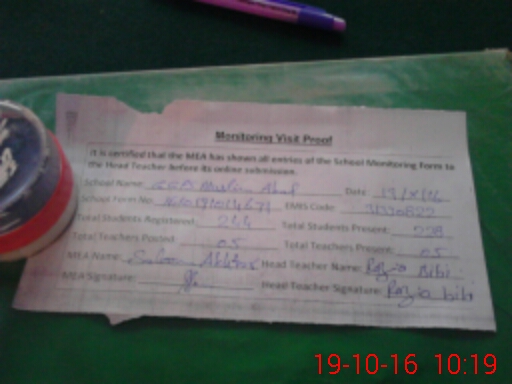 Monitoring Visit Proof
It is certified that the MEA has shown all entries of the School Monitoring Form to
the Head Teacher before its online submission.
School Name: Date
School Form No. EMIS Code:
Total Students Registered: 244 Total Students Present: 228
Total Teachers Posted: 05 Total Teachers Present: 05
MEA Name: Head Teacher Name: Razia Bibi
MEA Signature: Head Teacher Signature: Razia bibi
19-10-16 10:19